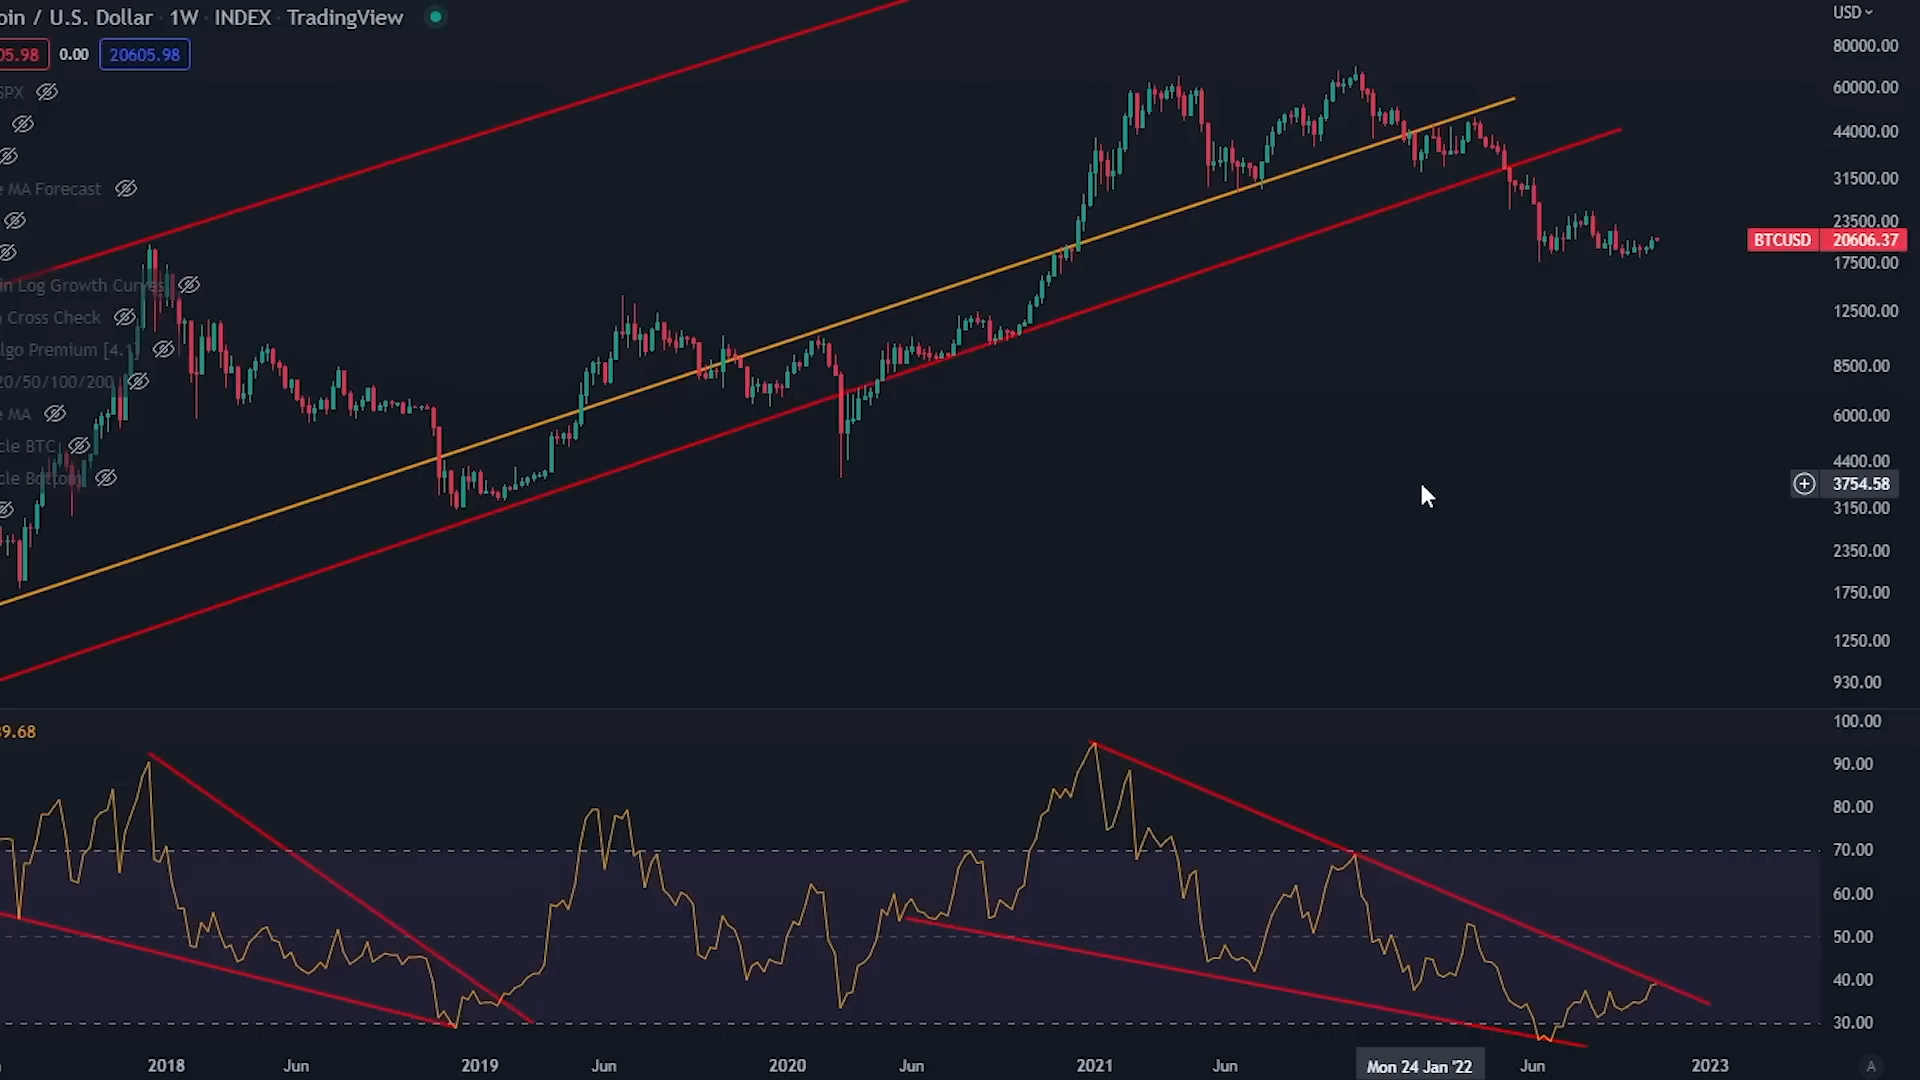 oin / U.S. Dollar · 1W · INDEX · TradingView
05.98 0.00 20605.98
SPX
e MA Forecast
in Log Growth Curves
Cross Check
lgo Premium [4.1]
20/50/100/200
e MA
cle BTC
cle Bottom
USD
80000.00
60000.00
44000.00
31500.00
23500.00
BTCUSD 20606.37
17500.00
12500.00
8500.00
6000.00
4400.00
3754.58
3150.00
2350.00
1750.00
1250.00
930.00
39.68
100.00
90.00
80.00
70.00
60.00
50.00
40.00
30.00
2018 Jun 2019 Jun 2020 Jun 2021 Jun Mon 24 Jan '22 Jun 2023 A